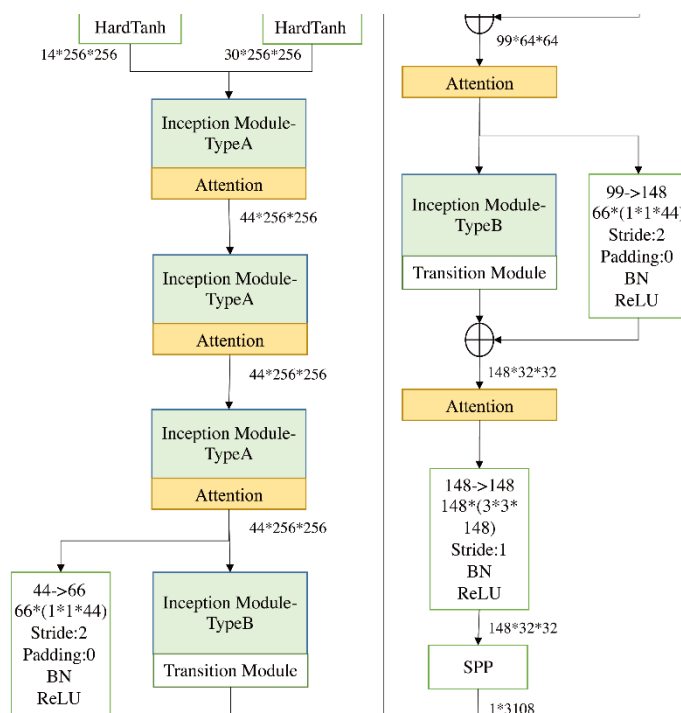 HardTanh
HardTanh
14*256*256
30*256*256
Inception Module-
TypeA
Attention
44*256*256
Inception Module-
TypeA
Attention
44*256*256
Inception Module-
TypeA
Attention
44*256*256
44->66
66*(1*1*44)
Stride:2
Padding:0
BN
ReLU
Inception Module-
TypeB
Transition Module
99*64*64
Attention
Inception Module-
TypeB
Transition Module
99->148
66*(1*1*44)
Stride:2
Padding:0
BN
ReLU
148*32*32
Attention
148->148
148*(3*3*
148)
Stride:1
BN
ReLU
148*32*32
SPP
1*3108